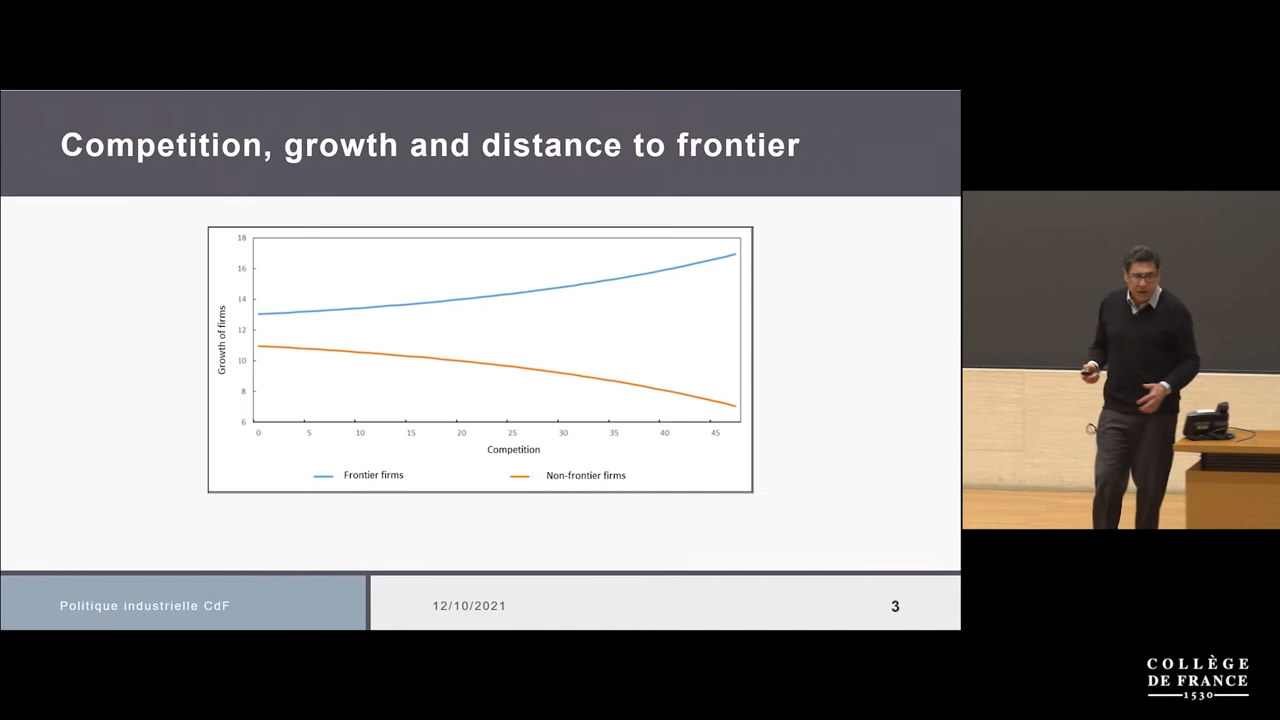 Competition, growth and distance to frontier
18
16
14
12
10
8
6
Growth of firms
0 5 10 15 20 25 30 35 40 45
Competition
Frontier firms Non-frontier firms
Politique industrielle CdF 12/10/2021 3
COLLÈGE
DE FRANCE
1530